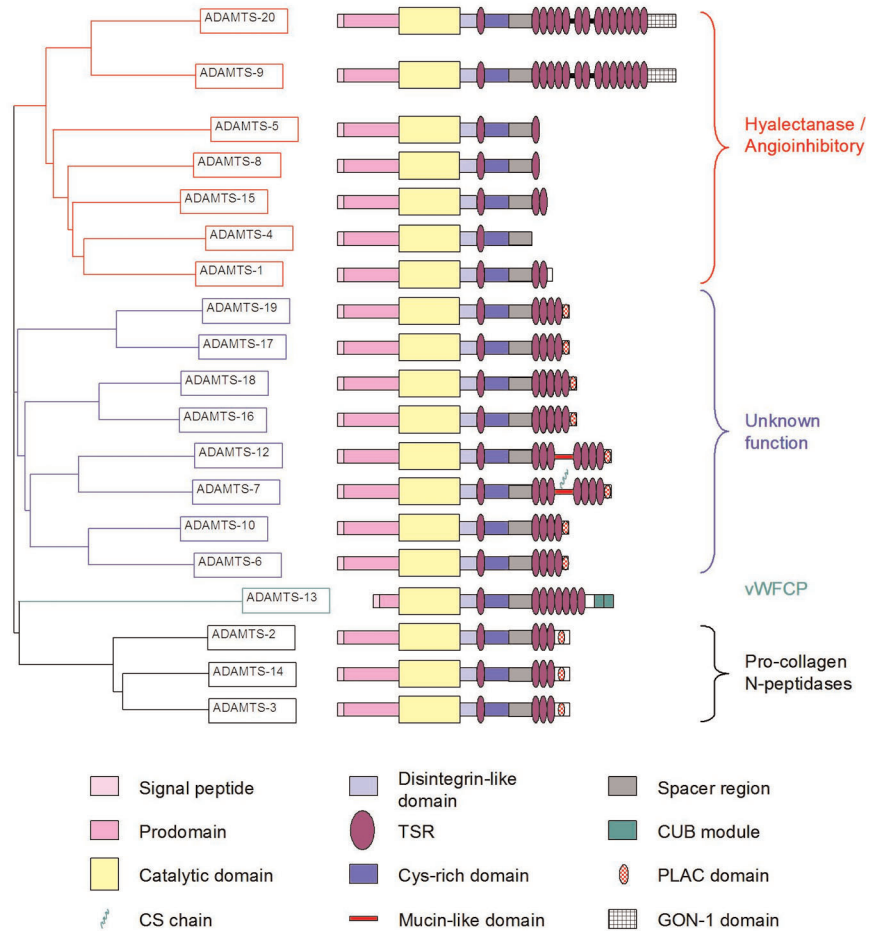 ADAMTS-20
ADAMTS-9
ADAMTS-5
Hyalectanase /
Angioinhibitory
ADAMTS-8
ADAMTS-15
ADAMTS-4
ADAMTS-1
ADAMTS-19
ADAMTS-17
ADAMTS-18
ADAMTS-16
Unknown
function
ADAMTS-12
ADAMTS-7
ADAMTS-10
ADAMTS-6
ADAMTS-13
vWFCP
ADAMTS-2
ADAMTS-14
Pro-collagen
N-peptidases
ADAMTS-3
Signal peptide
Disintegrin-like
domain
Spacer region
Prodomain
TSR
CUB module
Catalytic domain
Cys-rich domain
PLAC domain
CS chain
Mucin-like domain
GON-1 domain